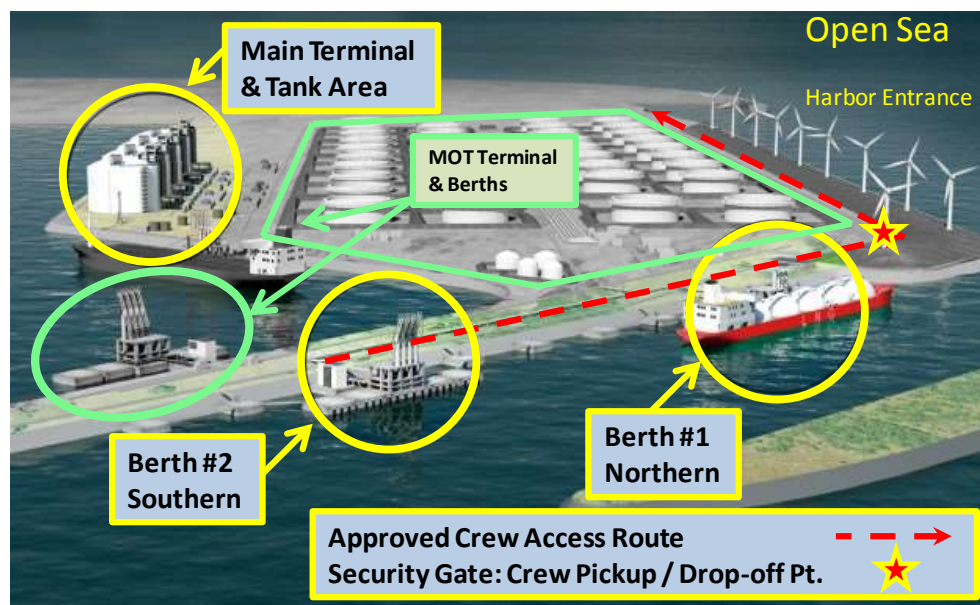 Open Sea
Main Terminal
& Tank Area
Harbor Entrance
MOT Terminal
& Berths
LNG
Berth #2
Southern
Berth #1
Northern
Approved Crew Access Route
Security Gate: Crew Pickup / Drop-off Pt.